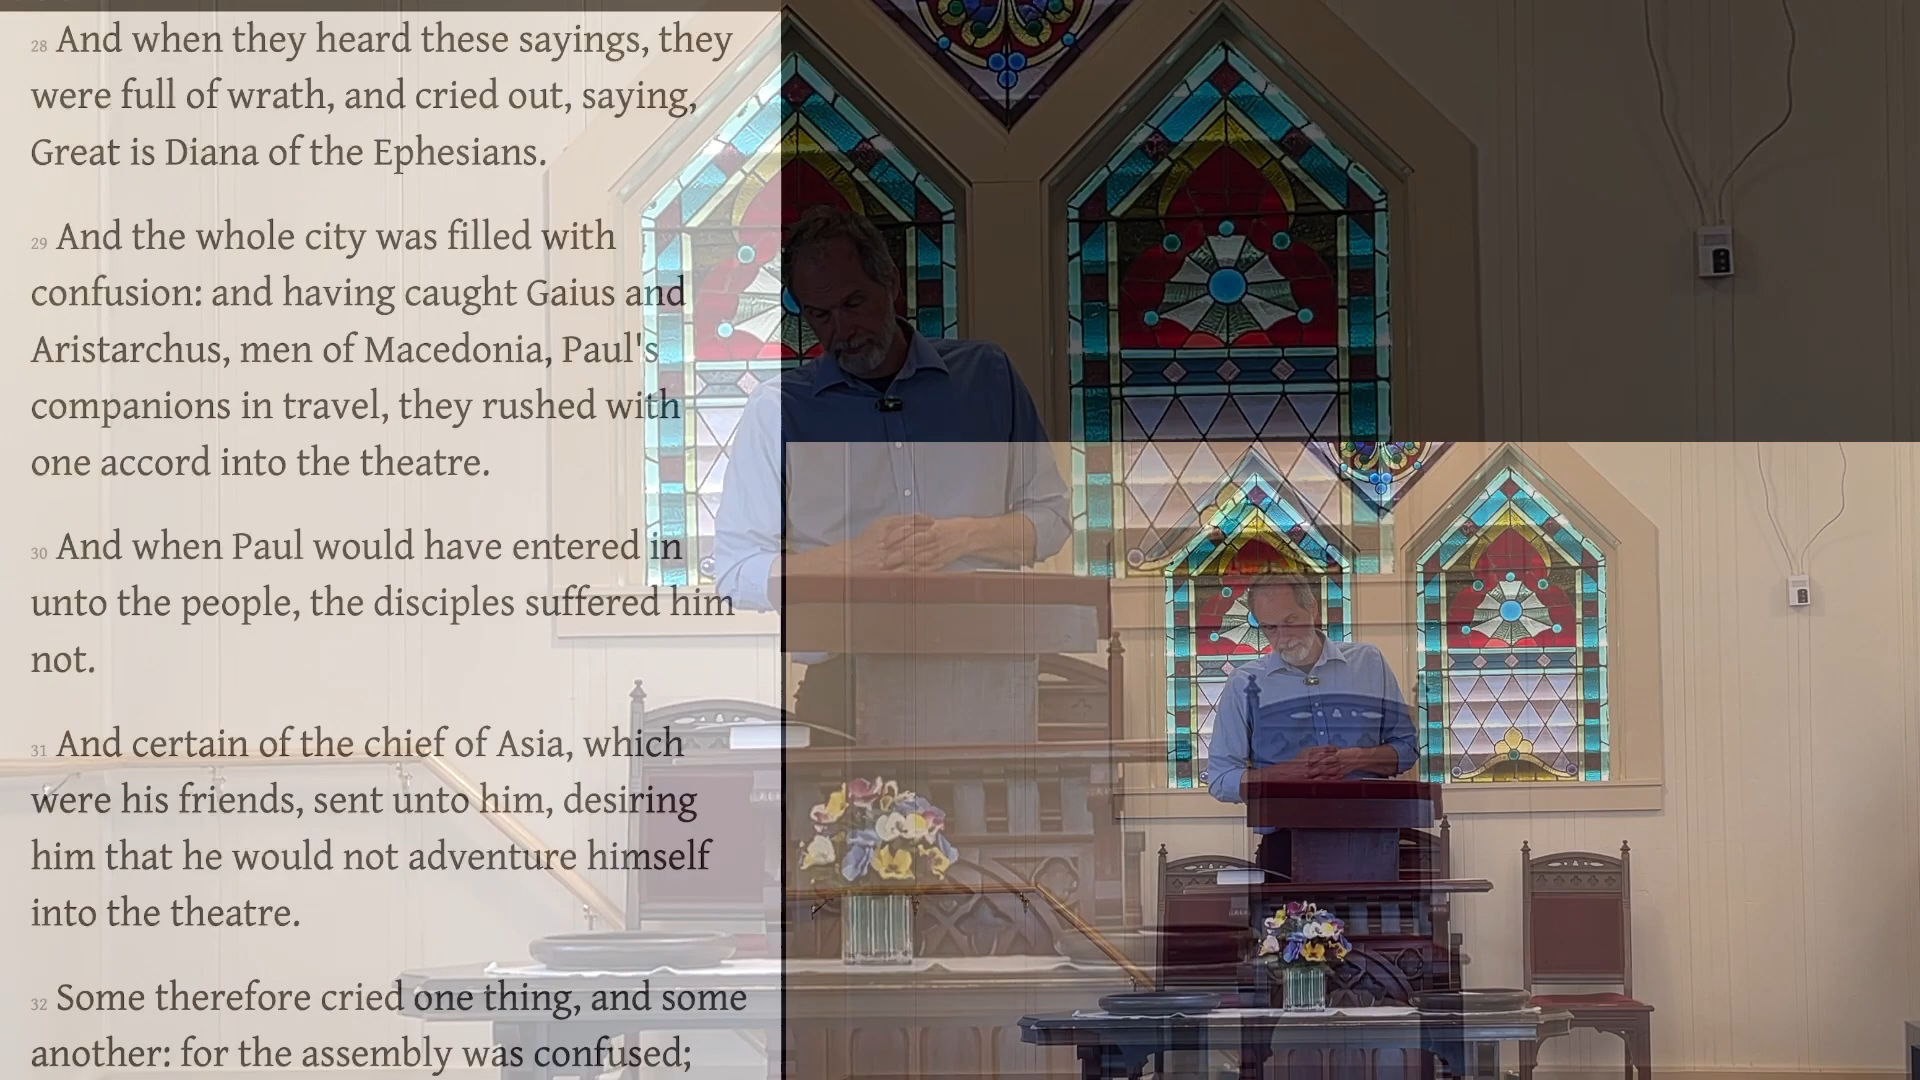 28 And when they heard these sayings, they
were full of wrath, and cried out, saying,
Great is Diana of the Ephesians.
29 And the whole city was filled with
confusion: and having caught Gaius and
Aristarchus, men of Macedonia, Paul's
companions in travel, they rushed with
one accord into the theatre.
30 And when Paul would have entered in
unto the people, the disciples suffered him
not.
31 And certain of the chief of Asia, which
were his friends, sent unto him, desiring
him that he would not adventure himself
into the theatre.
32 Some therefore cried one thing, and some
another: for the assembly was confused;